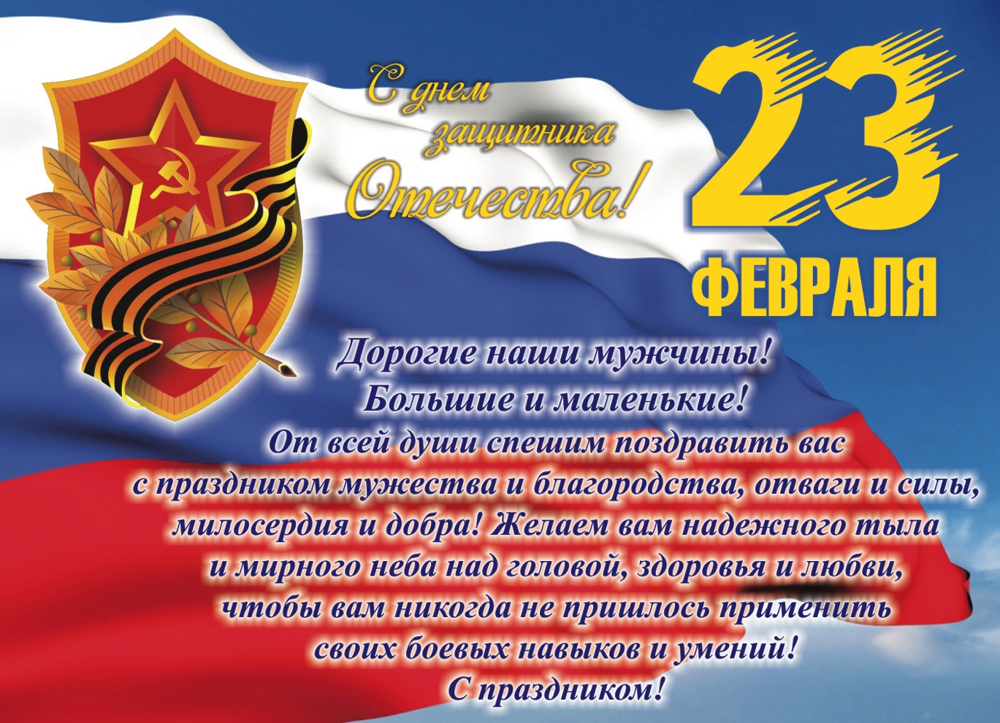 С днем
защитника
Отечества!
23
ФЕВРАЛЯ
Дорогие наши мужчины!
Большие и маленькие!
От всей души спешим поздравить вас
с праздником мужества и благородства, отваги и силы,
милосердия и добра! Желаем вам надежного тыла
и мирного неба над головой, здоровья и любви,
чтобы вам никогда не пришлось применить
своих боевых навыков и умений!
С праздником!